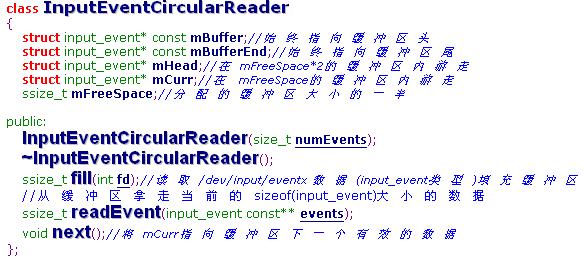 class InputEventCircularReader
{
struct input_event* const mBuffer;//始终指向缓冲区头
struct input_event* const mBufferEnd;//始终指向缓冲区尾
struct input_event* mHead;//在 mFreeSpace*2的缓冲区内游走
struct input_event* mCurr;//在 mFreeSpace的缓冲区内游走
ssize_t mFreeSpace;//分配的缓冲区大小的一半
public:
InputEventCircularReader(size_t numEvents);
~InputEventCircularReader();
ssize_t fill(int fd);//读取 /dev/input/eventx 数据 (input_event类型)填充缓冲区
//从缓冲区拿走当前的 sizeof(input_event)大小的数据
ssize_t readEvent(input_event const** events);
void next();//将 mCurr指向缓冲区下一个有效的数据
};